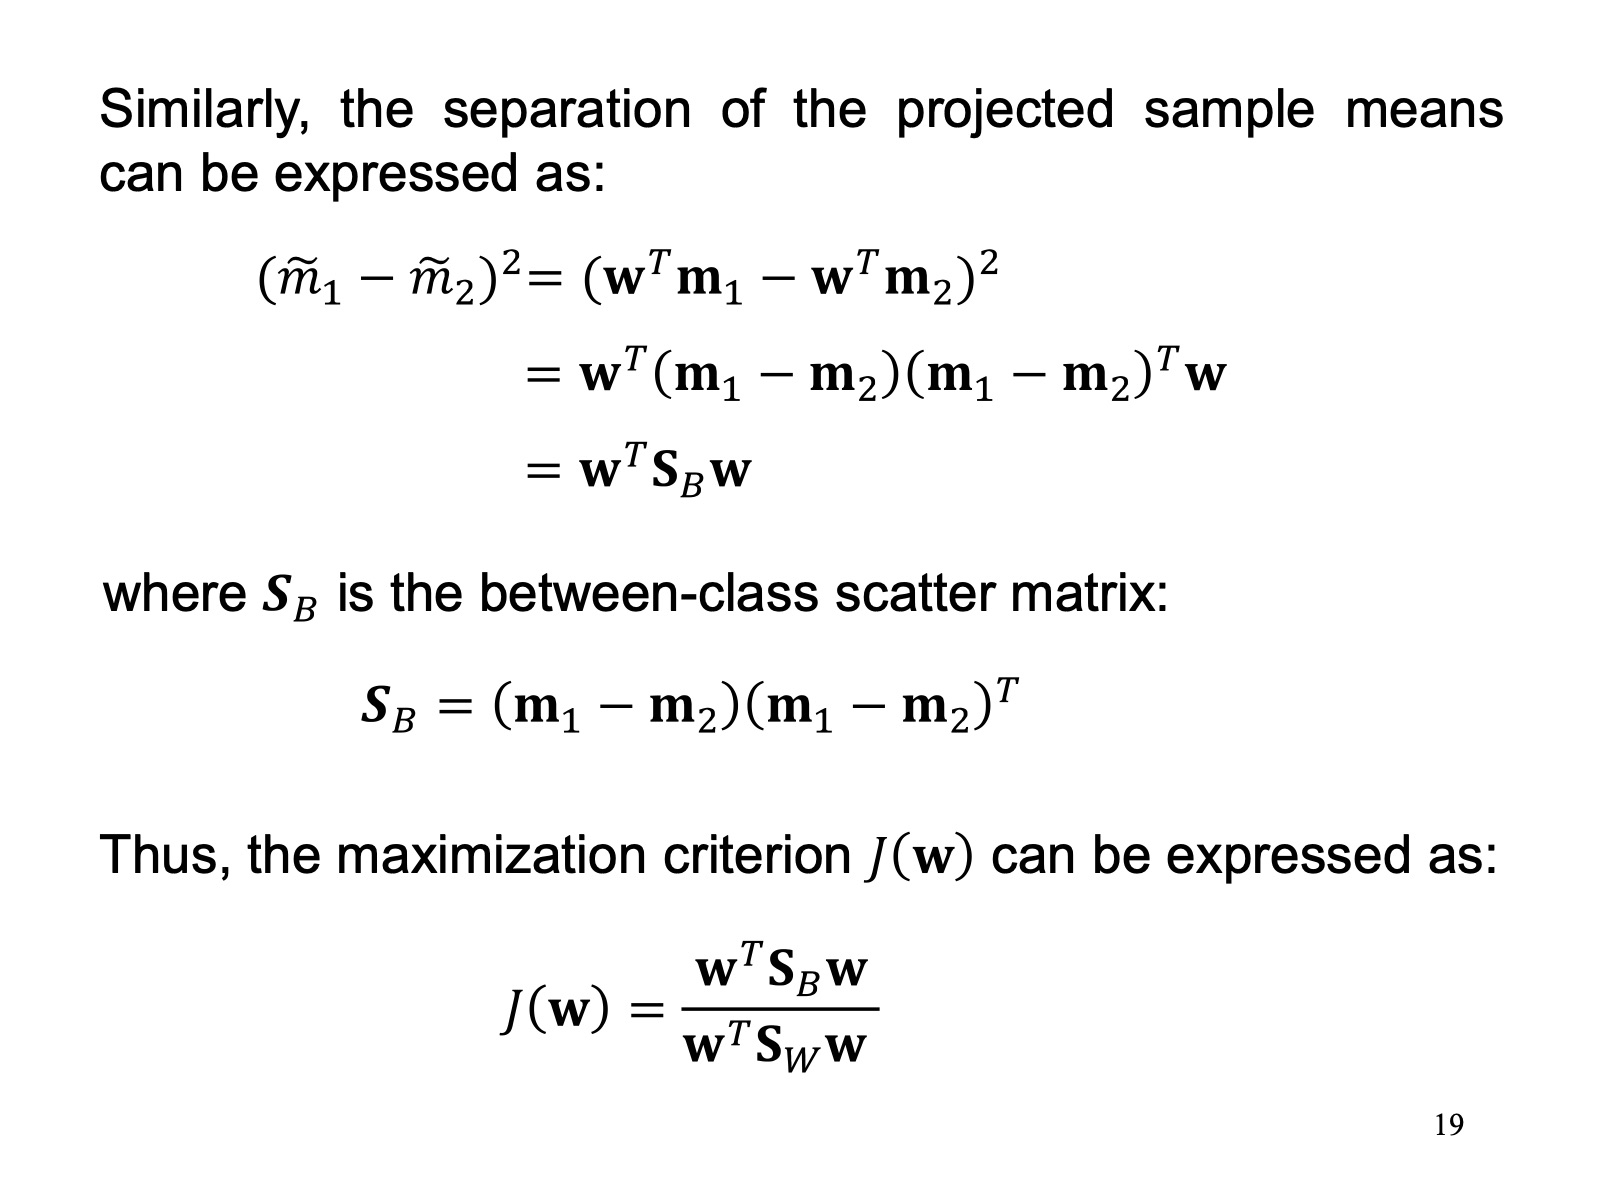 Similarly, the separation of the projected sample means
can be expressed as:
(m̃₁ − m̃₂)² = (𝐰ᵀ𝐦₁ − 𝐰ᵀ𝐦₂)²
= 𝐰ᵀ(𝐦₁ − 𝐦₂)(𝐦₁ − 𝐦₂)ᵀ𝐰
= 𝐰ᵀ𝐒_B𝐰
where 𝑺_B is the between-class scatter matrix:
𝑺_B = (𝐦₁ − 𝐦₂)(𝐦₁ − 𝐦₂)ᵀ
Thus, the maximization criterion J(𝐰) can be expressed as:
J(𝐰) = 𝐰ᵀ𝐒_B𝐰 / 𝐰ᵀ𝐒_W𝐰
19